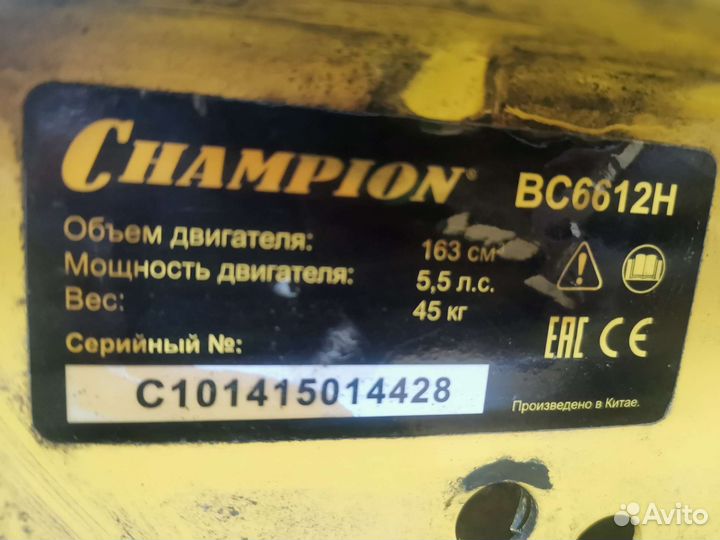 CHAMPION®
BC6612H
Объем двигателя: 163 см³
Мощность двигателя: 5,5 л.с.
Вес: 45 кг
Серийный №:
C101415014428
EAC CE
Произведено в Китае.
Avito